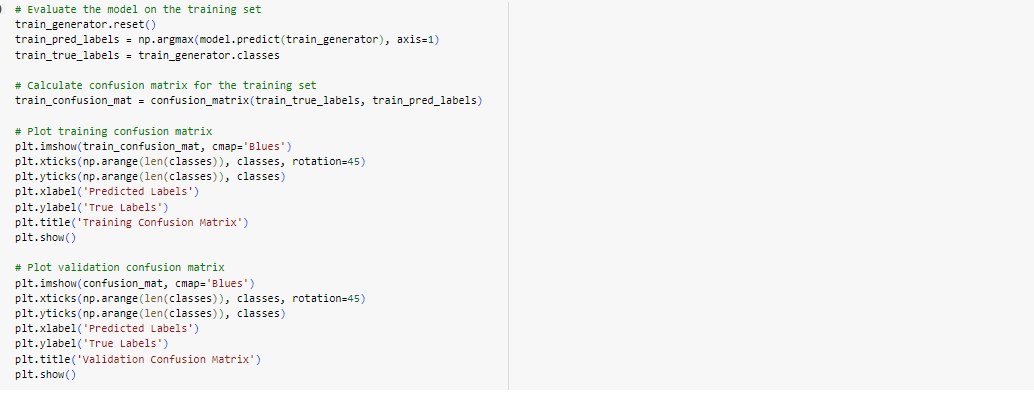 # Evaluate the model on the training set
train_generator.reset()
train_pred_labels = np.argmax(model.predict(train_generator), axis=1)
train_true_labels = train_generator.classes
# Calculate confusion matrix for the training set
train_confusion_mat = confusion_matrix(train_true_labels, train_pred_labels)
# Plot training confusion matrix
plt.imshow(train_confusion_mat, cmap='Blues')
plt.xticks(np.arange(len(classes)), classes, rotation=45)
plt.yticks(np.arange(len(classes)), classes)
plt.xlabel('Predicted Labels')
plt.ylabel('True Labels')
plt.title('Training Confusion Matrix')
plt.show()
# Plot validation confusion matrix
plt.imshow(confusion_mat, cmap='Blues')
plt.xticks(np.arange(len(classes)), classes, rotation=45)
plt.yticks(np.arange(len(classes)), classes)
plt.xlabel('Predicted Labels')
plt.ylabel('True Labels')
plt.title('Validation Confusion Matrix')
plt.show()